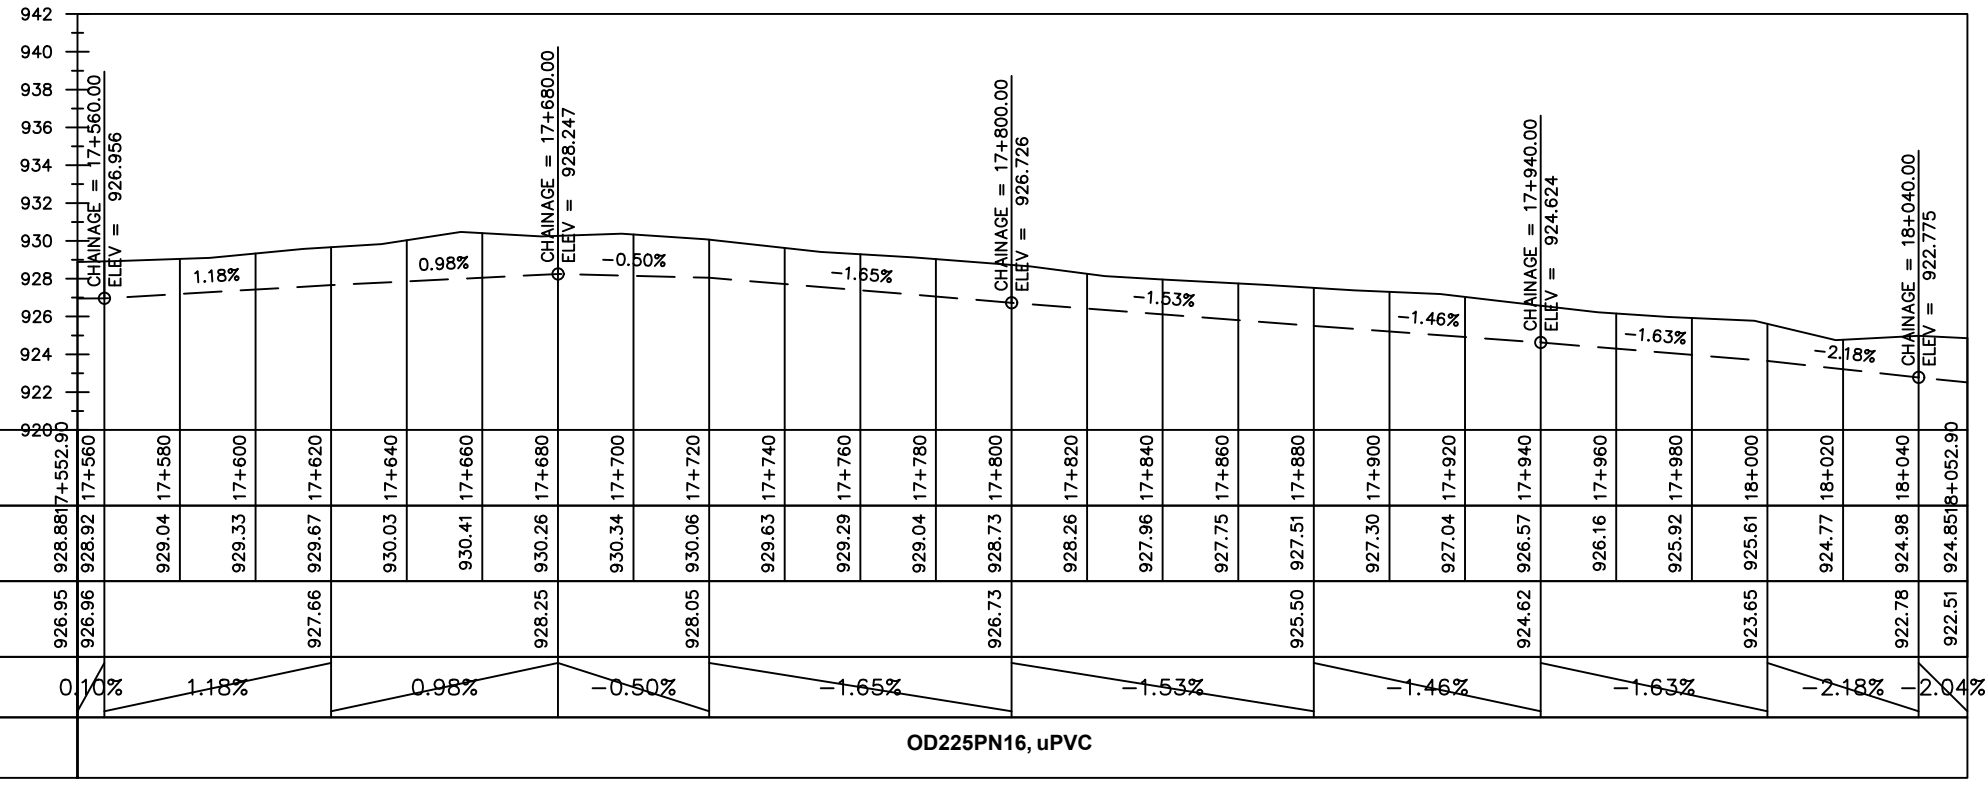 942
940
938
936
934
932
930
928
926
924
922
920
CHAINAGE = 17+560.00
ELEV = 926.956
CHAINAGE = 17+680.00
ELEV = 928.247
CHAINAGE = 17+800.00
ELEV = 926.726
CHAINAGE = 17+940.00
ELEV = 924.624
CHAINAGE = 18+040.00
ELEV = 922.775
1.18% 0.98% -0.50% -1.65% -1.53% -1.46% -1.63% -2.18%
17+552.90 17+560 17+580 17+600 17+620 17+640 17+660 17+680 17+700 17+720 17+740 17+760 17+780 17+800 17+820 17+840 17+860 17+880 17+900 17+920 17+940 17+960 17+980 18+000 18+020 18+040 18+052.90
928.88 928.92 929.04 929.33 929.67 930.03 930.41 930.26 930.34 930.06 929.63 929.29 929.04 928.73 928.26 927.96 927.75 927.51 927.30 927.04 926.57 926.16 925.92 925.61 924.77 924.98 924.85
926.95 926.96 927.66 928.25 928.05 926.73 925.50 924.62 923.65 922.78 922.51
0.10% 1.18% 0.98% -0.50% -1.65% -1.53% -1.46% -1.63% -2.18% -2.04%
OD225PN16, uPVC